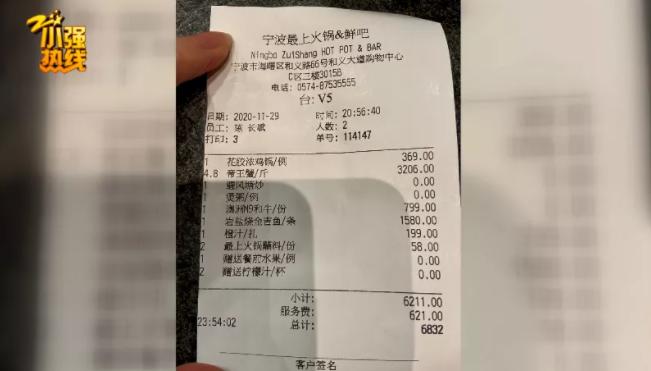 小强热线
宁波最上火锅&鲜吧
Ningbo ZuiShang HOT POT & BAR
宁波市海曙区和义路66号和义大道购物中心
C区二楼3015B
电话: 0574-87535555
台: V5
日期: 2020-11-29 时间: 20:56:40
员工: 陈 长斌 人数: 2
打印: 3 单号: 114147
1 花胶浓鸡锅/例 369.00
4.8 帝王蟹/斤 3206.00
1 避风塘炒 0.00
1 煲粥/例 0.00
1 澳洲M9和牛/份 799.00
1 岩盐烧仓吉鱼/条 1580.00
1 橙汁/扎 199.00
2 最上火锅蘸料/份 58.00
1 赠送餐前水果/例 0.00
2 赠送柠檬汁/杯 0.00
小计: 6211.00
服务费: 621.00
23:54:02 总计: 6832
客户签名